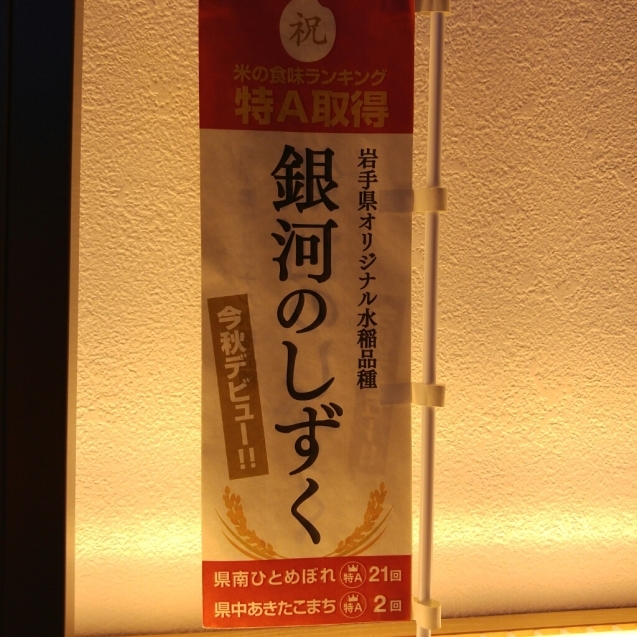 祝
米の食味ランキング
特A取得
岩手県オリジナル水稲品種
銀河のしずく
今秋デビュー!!
県南ひとめぼれ 特A 21回
県中あきたこまち 特A 2回